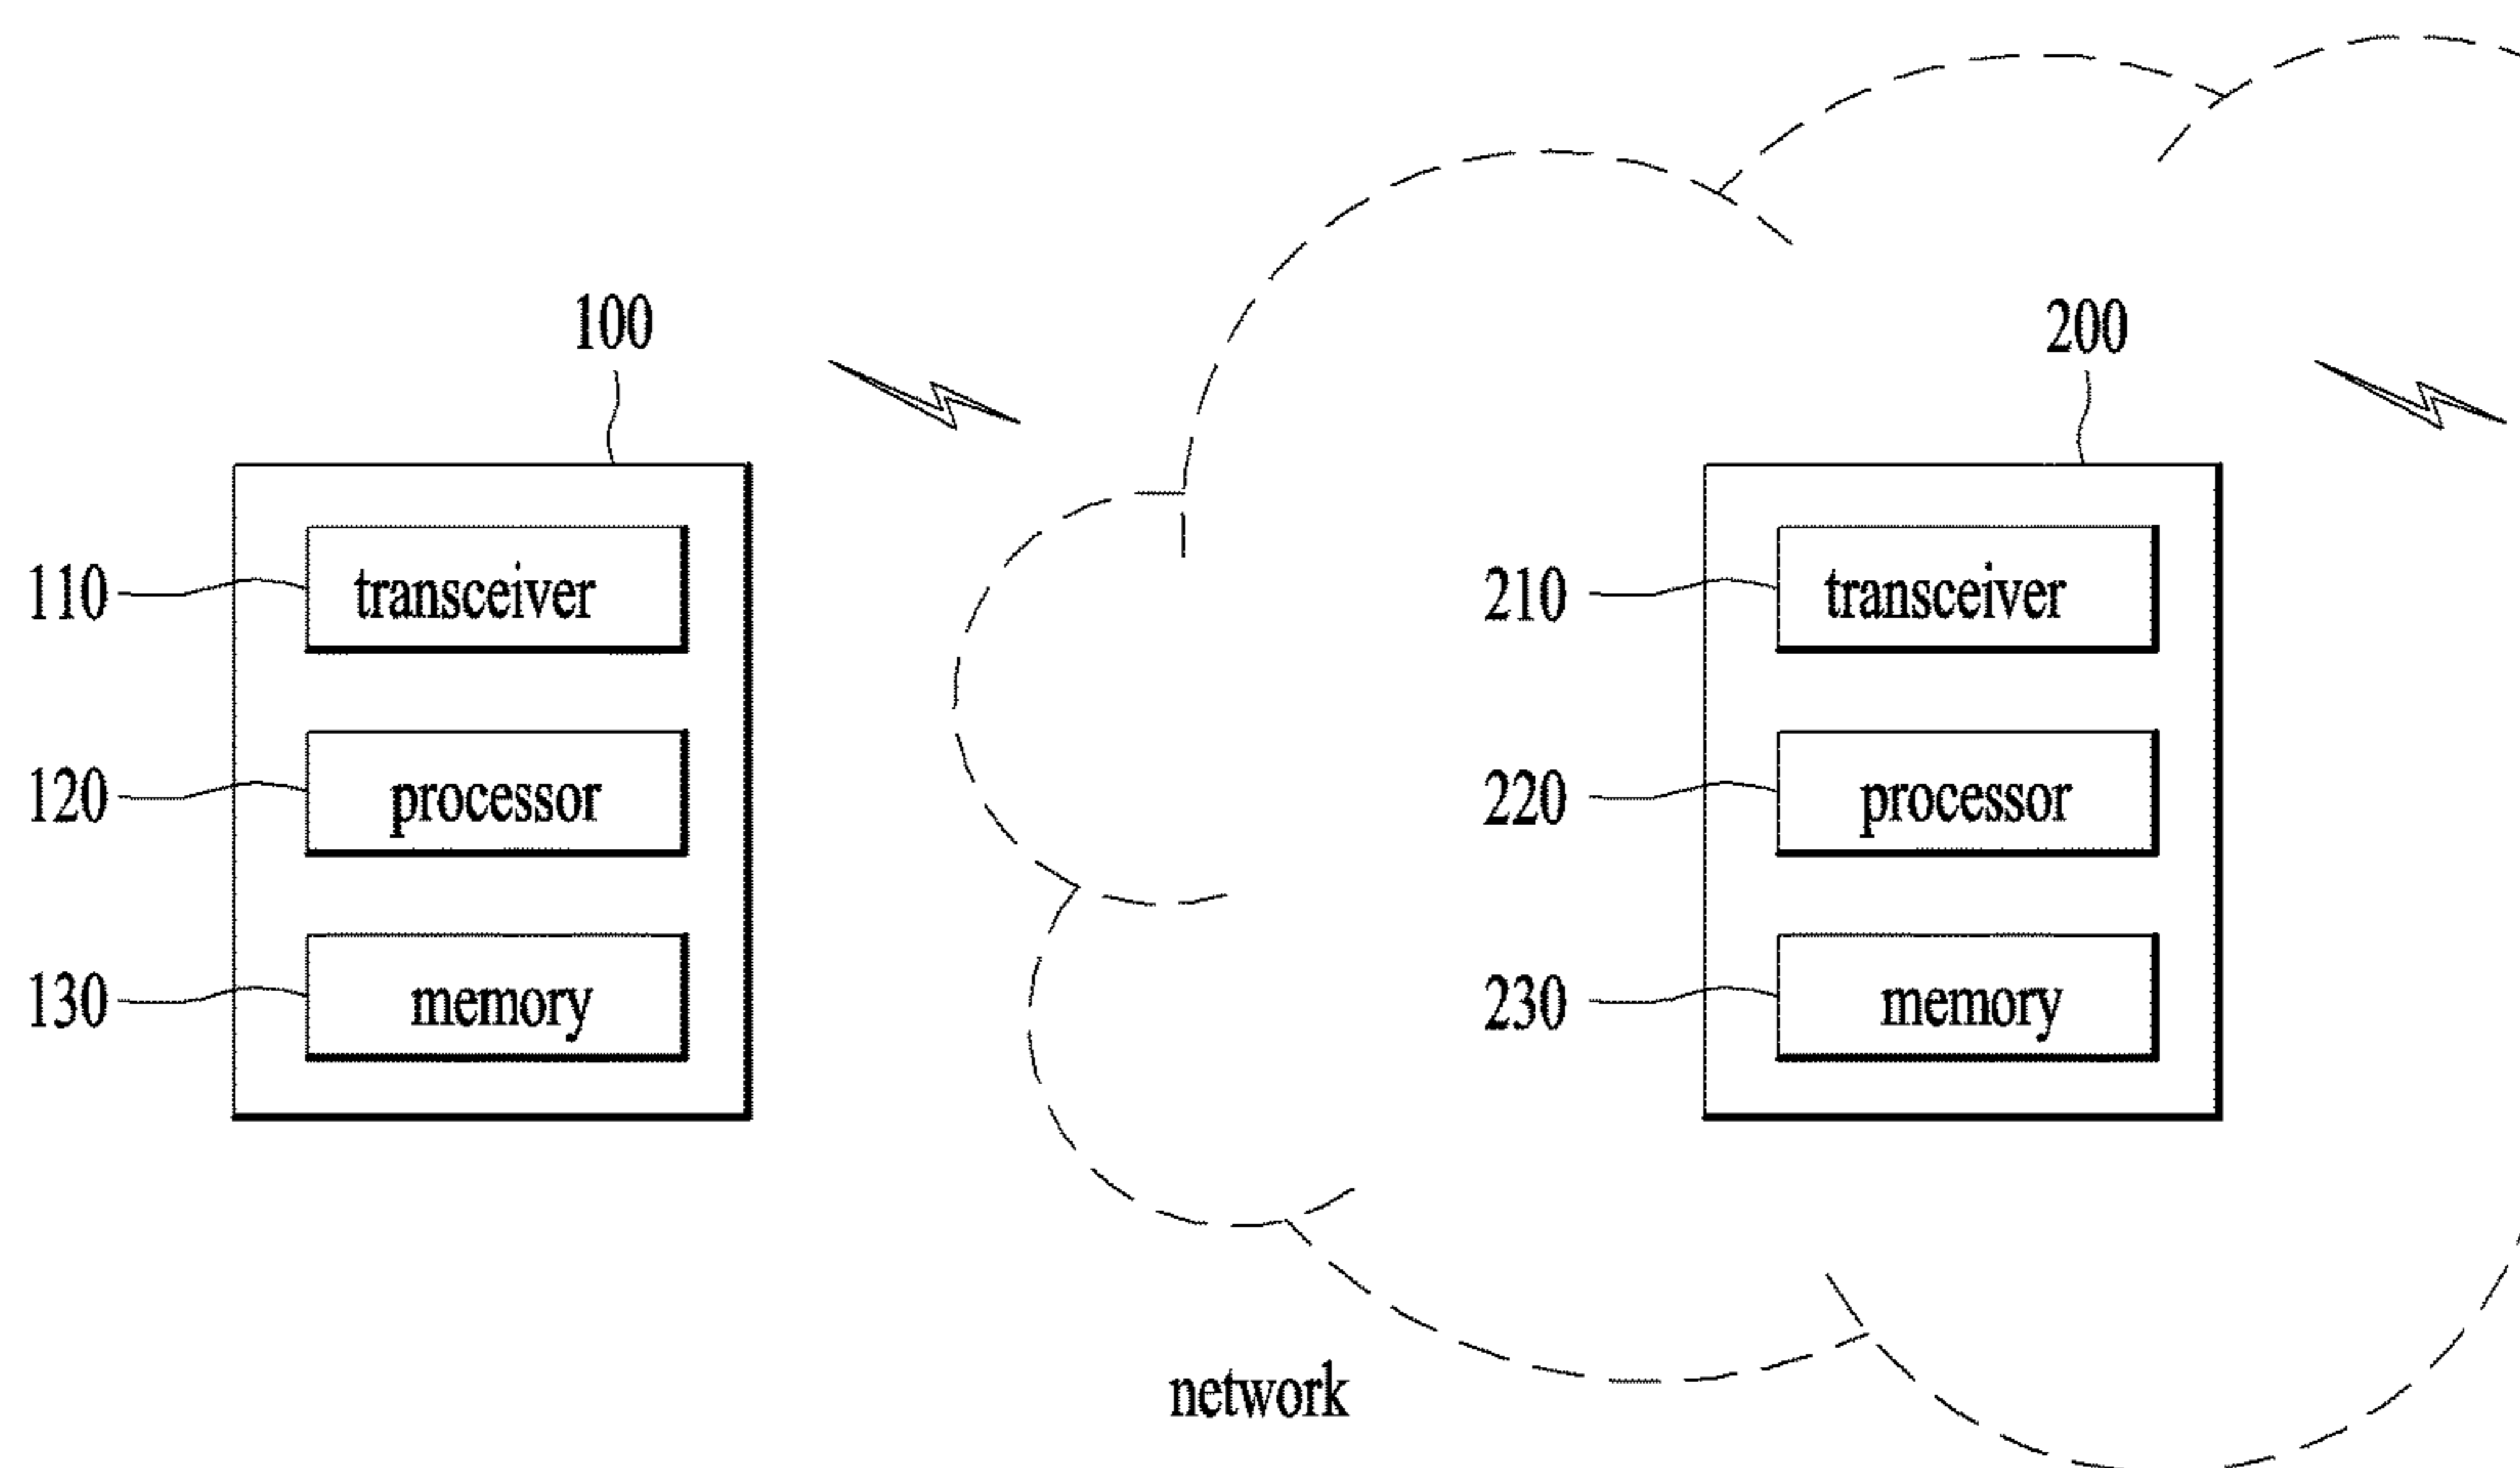 100
110 transceiver
120 processor
130 memory
200
210 transceiver
220 processor
230 memory
network